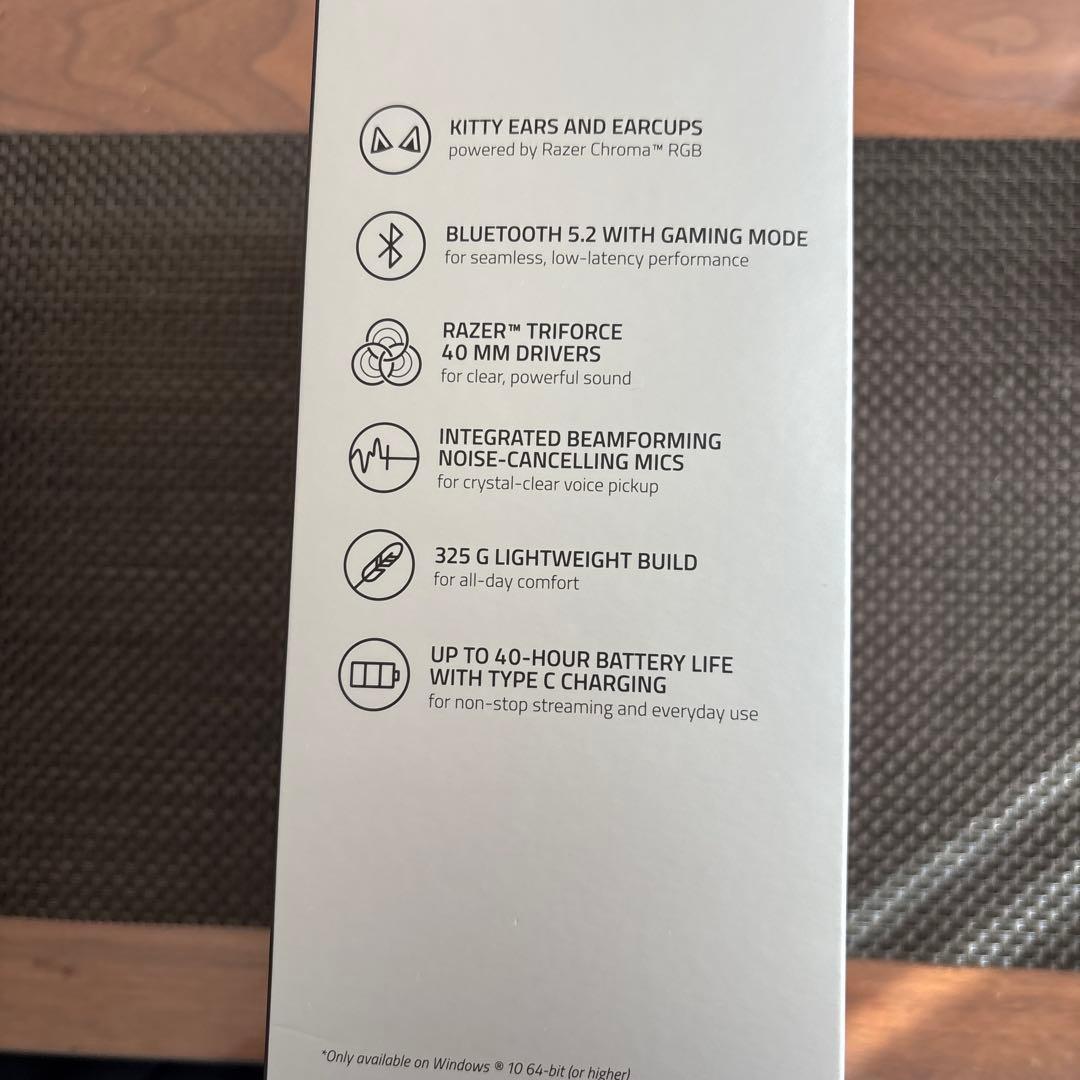 KITTY EARS AND EARCUPS
powered by Razer Chroma™ RGB
BLUETOOTH 5.2 WITH GAMING MODE
for seamless, low-latency performance
RAZER™ TRIFORCE
40 MM DRIVERS
for clear, powerful sound
INTEGRATED BEAMFORMING
NOISE-CANCELLING MICS
for crystal-clear voice pickup
325 G LIGHTWEIGHT BUILD
for all-day comfort
UP TO 40-HOUR BATTERY LIFE
WITH TYPE C CHARGING
for non-stop streaming and everyday use
*Only available on Windows ® 10 64-bit (or higher)